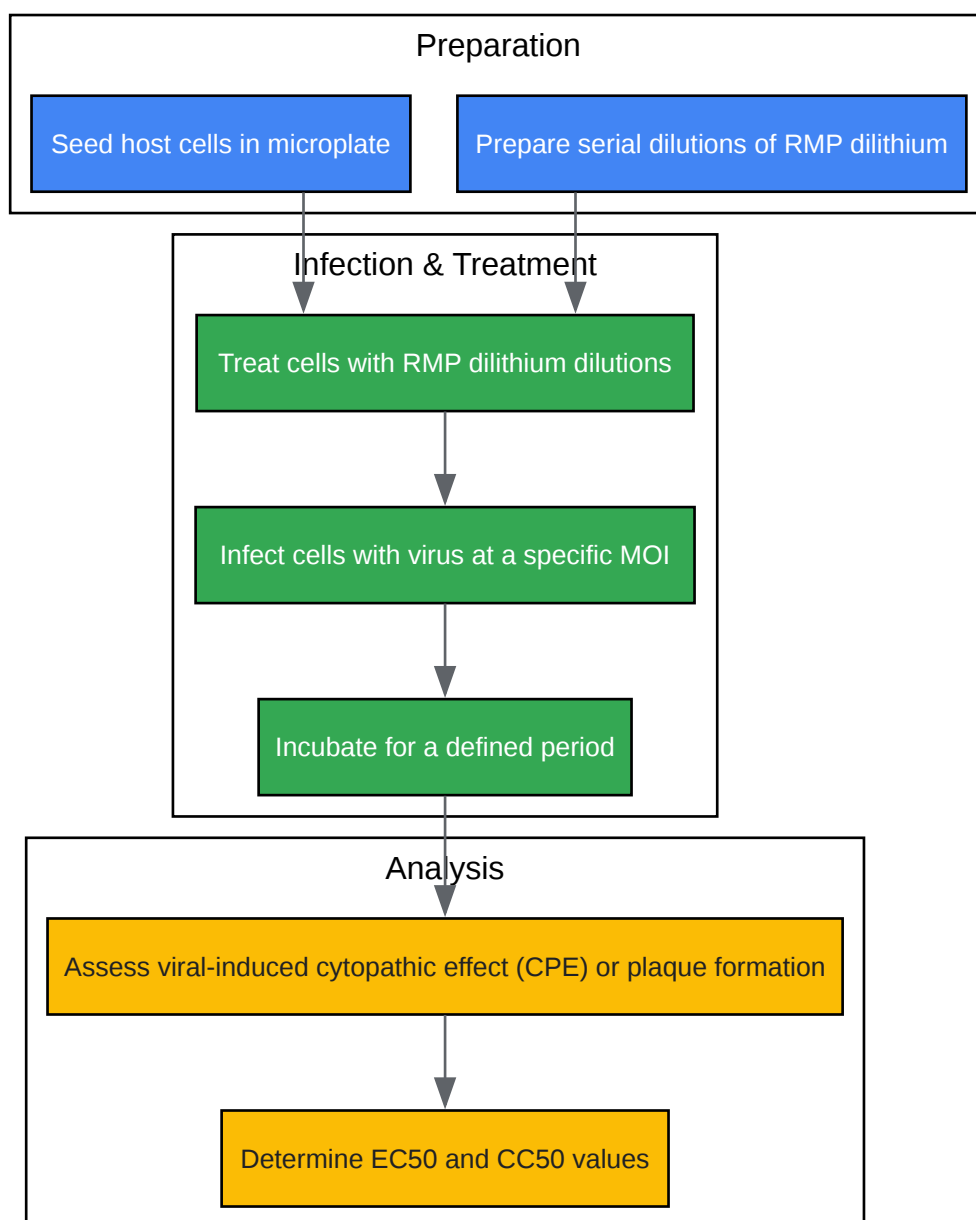 Preparation
Seed host cells in microplate
Prepare serial dilutions of RMP dilithium
Infection & Treatment
Treat cells with RMP dilithium dilutions
Infect cells with virus at a specific MOI
Incubate for a defined period
Analysis
Assess viral-induced cytopathic effect (CPE) or plaque formation
Determine EC50 and CC50 values